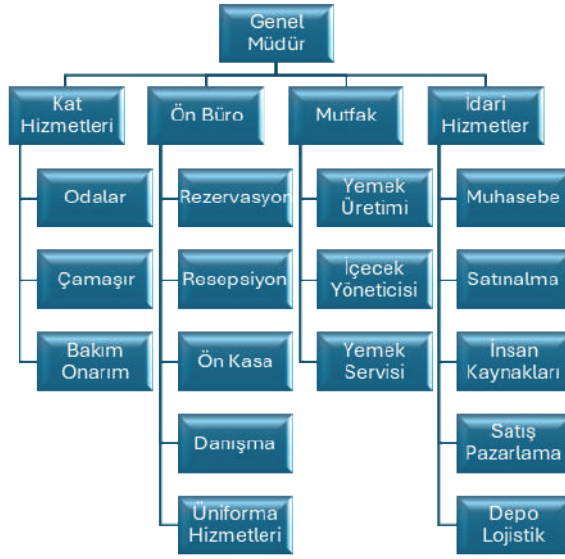 Genel
Müdür
Kat
Hizmetleri
Ön Büro
Mutfak
İdari
Hizmetler
Odalar
Rezervasyon
Yemek
Üretimi
Muhasebe
Çamaşır
Resepsiyon
İçecek
Yöneticisi
Satınalma
Bakım
Onarım
Ön Kasa
Yemek
Servisi
İnsan
Kaynakları
Danışma
Satış
Pazarlama
Üniforma
Hizmetleri
Depo
Lojistik